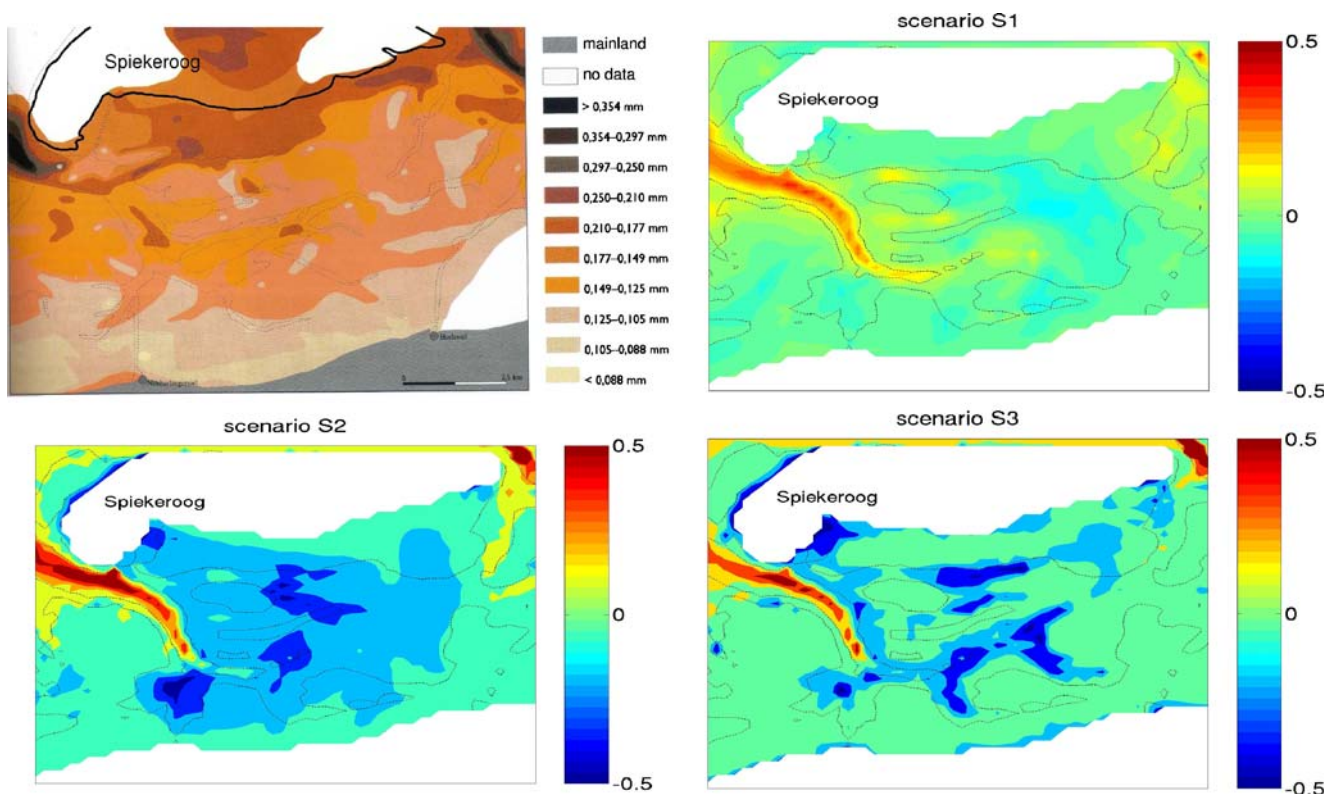 Spiekeroog
mainland
no data
> 0,354 mm
0,354–0,297 mm
0,297–0,250 mm
0,250–0,210 mm
0,210–0,177 mm
0,177–0,149 mm
0,149–0,125 mm
0,125–0,105 mm
0,105–0,088 mm
< 0,088 mm
scenario S1
Spiekeroog
0.5
0
-0.5
scenario S2
Spiekeroog
0.5
0
-0.5
scenario S3
Spiekeroog
0.5
0
-0.5